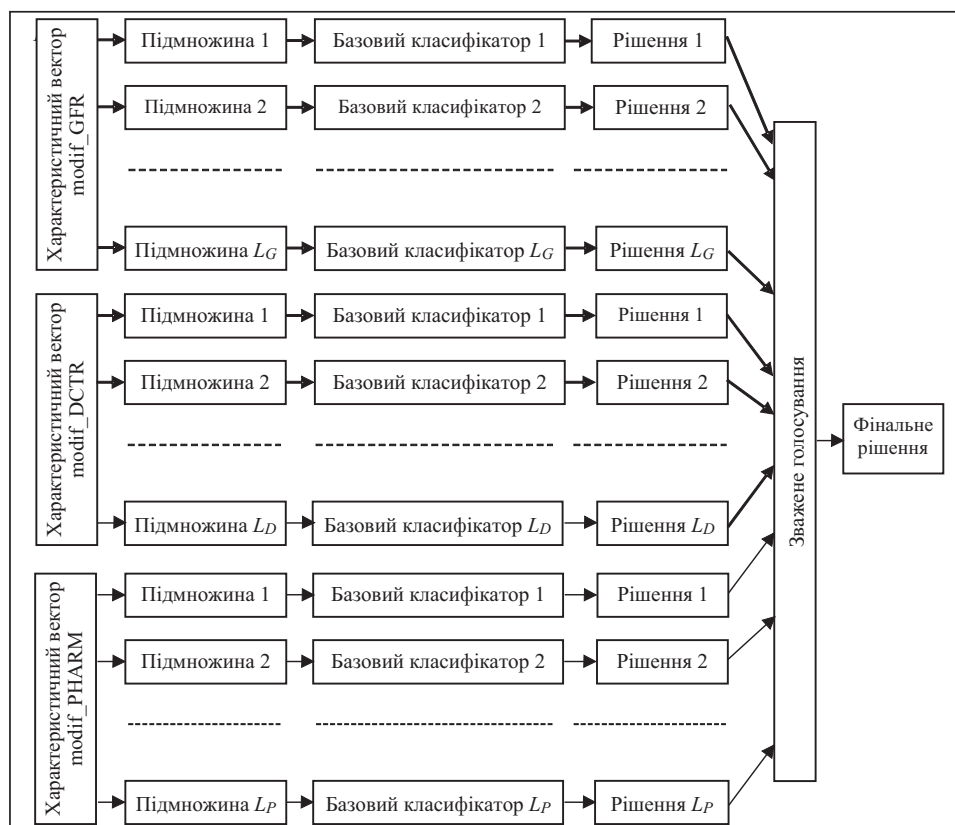 Характеристичний вектор
modif_GFR
Підмножина 1
Базовий класифікатор 1
Рішення 1
Підмножина 2
Базовий класифікатор 2
Рішення 2
Підмножина L_G
Базовий класифікатор L_G
Рішення L_G
Характеристичний вектор
modif_DCTR
Підмножина 1
Базовий класифікатор 1
Рішення 1
Підмножина 2
Базовий класифікатор 2
Рішення 2
Підмножина L_D
Базовий класифікатор L_D
Рішення L_D
Характеристичний вектор
modif_PHARM
Підмножина 1
Базовий класифікатор 1
Рішення 1
Підмножина 2
Базовий класифікатор 2
Рішення 2
Підмножина L_P
Базовий класифікатор L_P
Рішення L_P
Зважене голосування
Фінальне
рішення